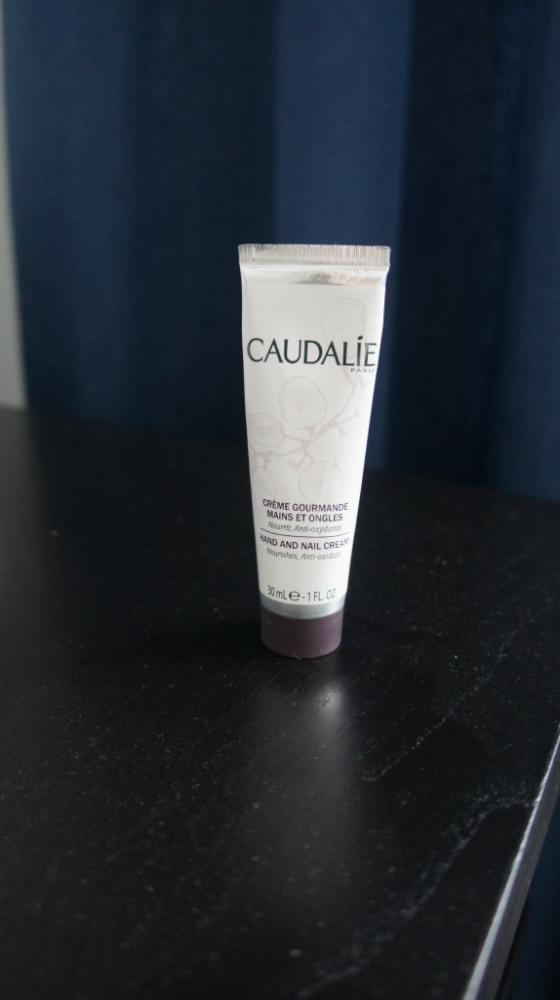 CAUDALÍE
PARIS
CRÈME GOURMANDE
MAINS ET ONGLES
Nourrit, Anti-oxydante
HAND AND NAIL CREAM
Nourishes, Anti-oxidant
30 mL ℮ - 1 FL. OZ.